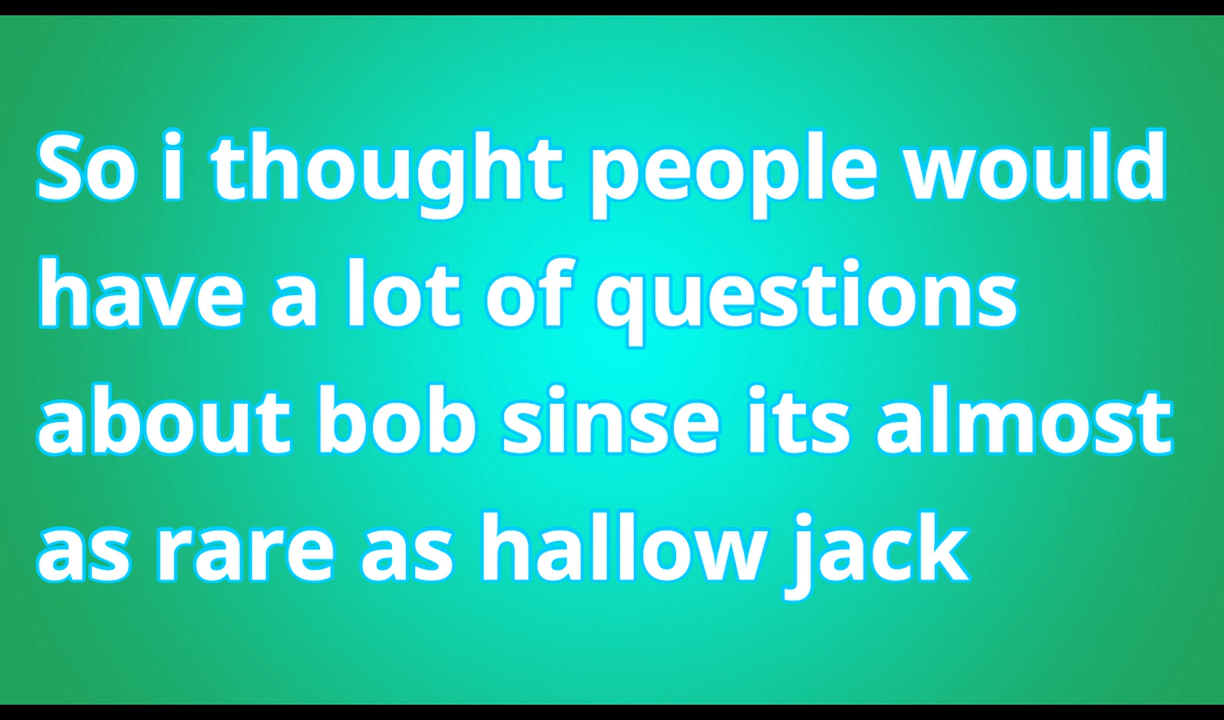 So i thought people would
have a lot of questions
about bob sinse its almost
as rare as hallow jack